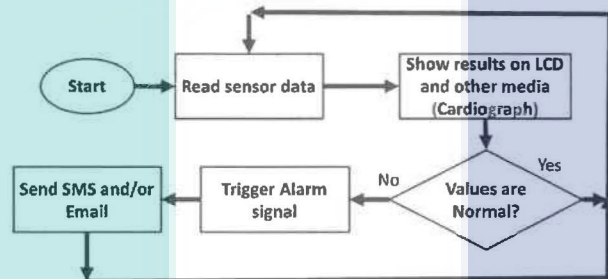 Start
Read sensor data
Show results on LCD
and other media
(Cardiograph)
No
Yes
Send SMS and/or
Email
Trigger Alarm
signal
Values are
Normal?